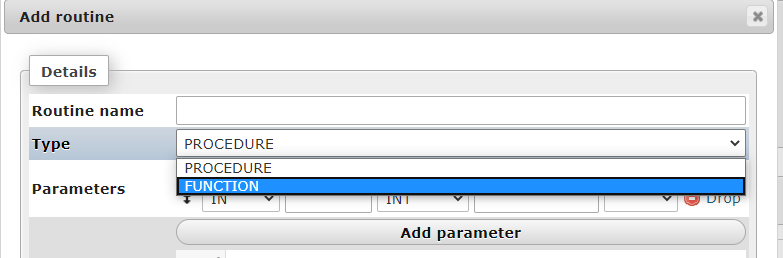 Add routine
Details
Routine name
Type PROCEDURE
PROCEDURE
FUNCTION
Parameters IN INT Drop
Add parameter